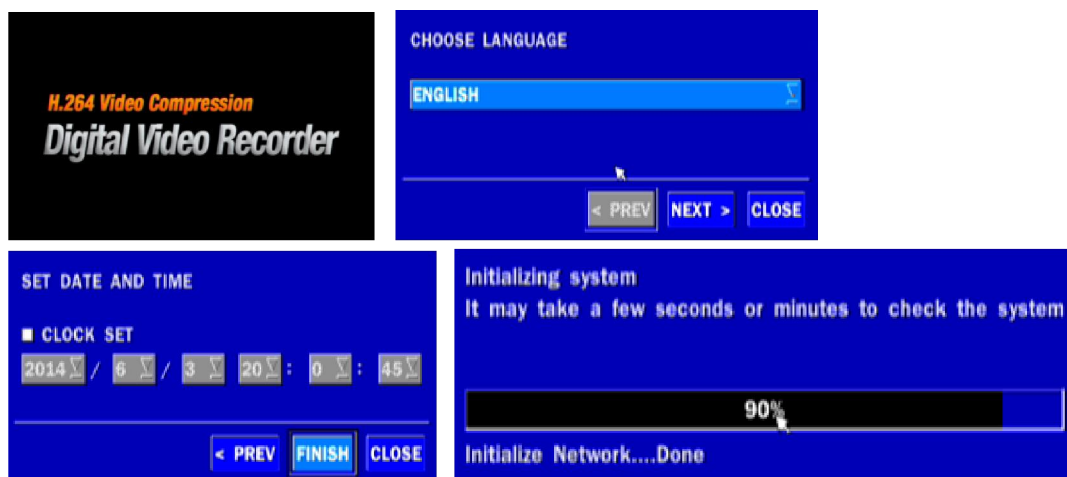 H.264 Video Compression
Digital Video Recorder
CHOOSE LANGUAGE
ENGLISH
< PREV NEXT > CLOSE
SET DATE AND TIME
CLOCK SET
2014 / 6 / 3 20 : 0 : 45
< PREV FINISH CLOSE
Initializing system
It may take a few seconds or minutes to check the system
90%
Initialize Network....Done